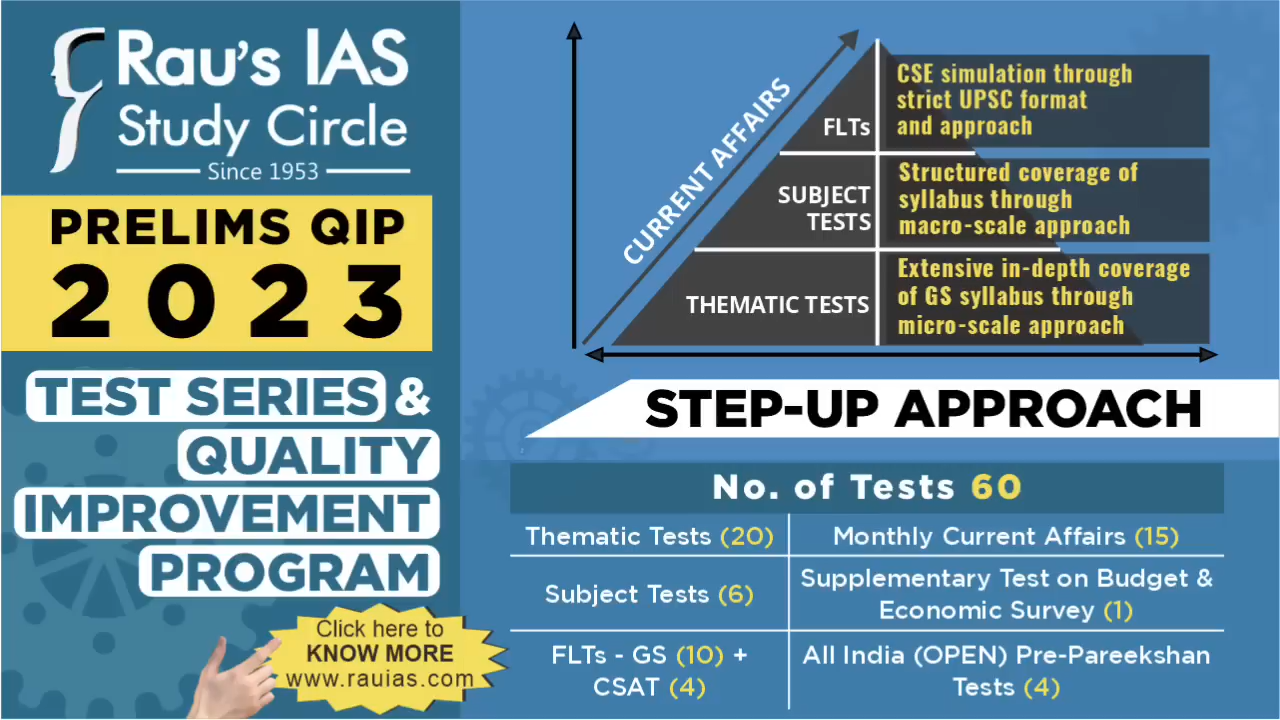 Rau's IAS
Study Circle
Since 1953
PRELIMS QIP
2023
TEST SERIES &
QUALITY
IMPROVEMENT
PROGRAM
Click here to
KNOW MORE
www.rauias.com
CURRENT AFFAIRS
FLTs
CSE simulation through
strict UPSC format
and approach
SUBJECT
TESTS
Structured coverage of
syllabus through
macro-scale approach
THEMATIC TESTS
Extensive in-depth coverage
of GS syllabus through
micro-scale approach
STEP-UP APPROACH
No. of Tests 60
Thematic Tests (20)
Monthly Current Affairs (15)
Subject Tests (6)
Supplementary Test on Budget &
Economic Survey (1)
FLTs - GS (10) +
CSAT (4)
All India (OPEN) Pre-Pareekshan
Tests (4)